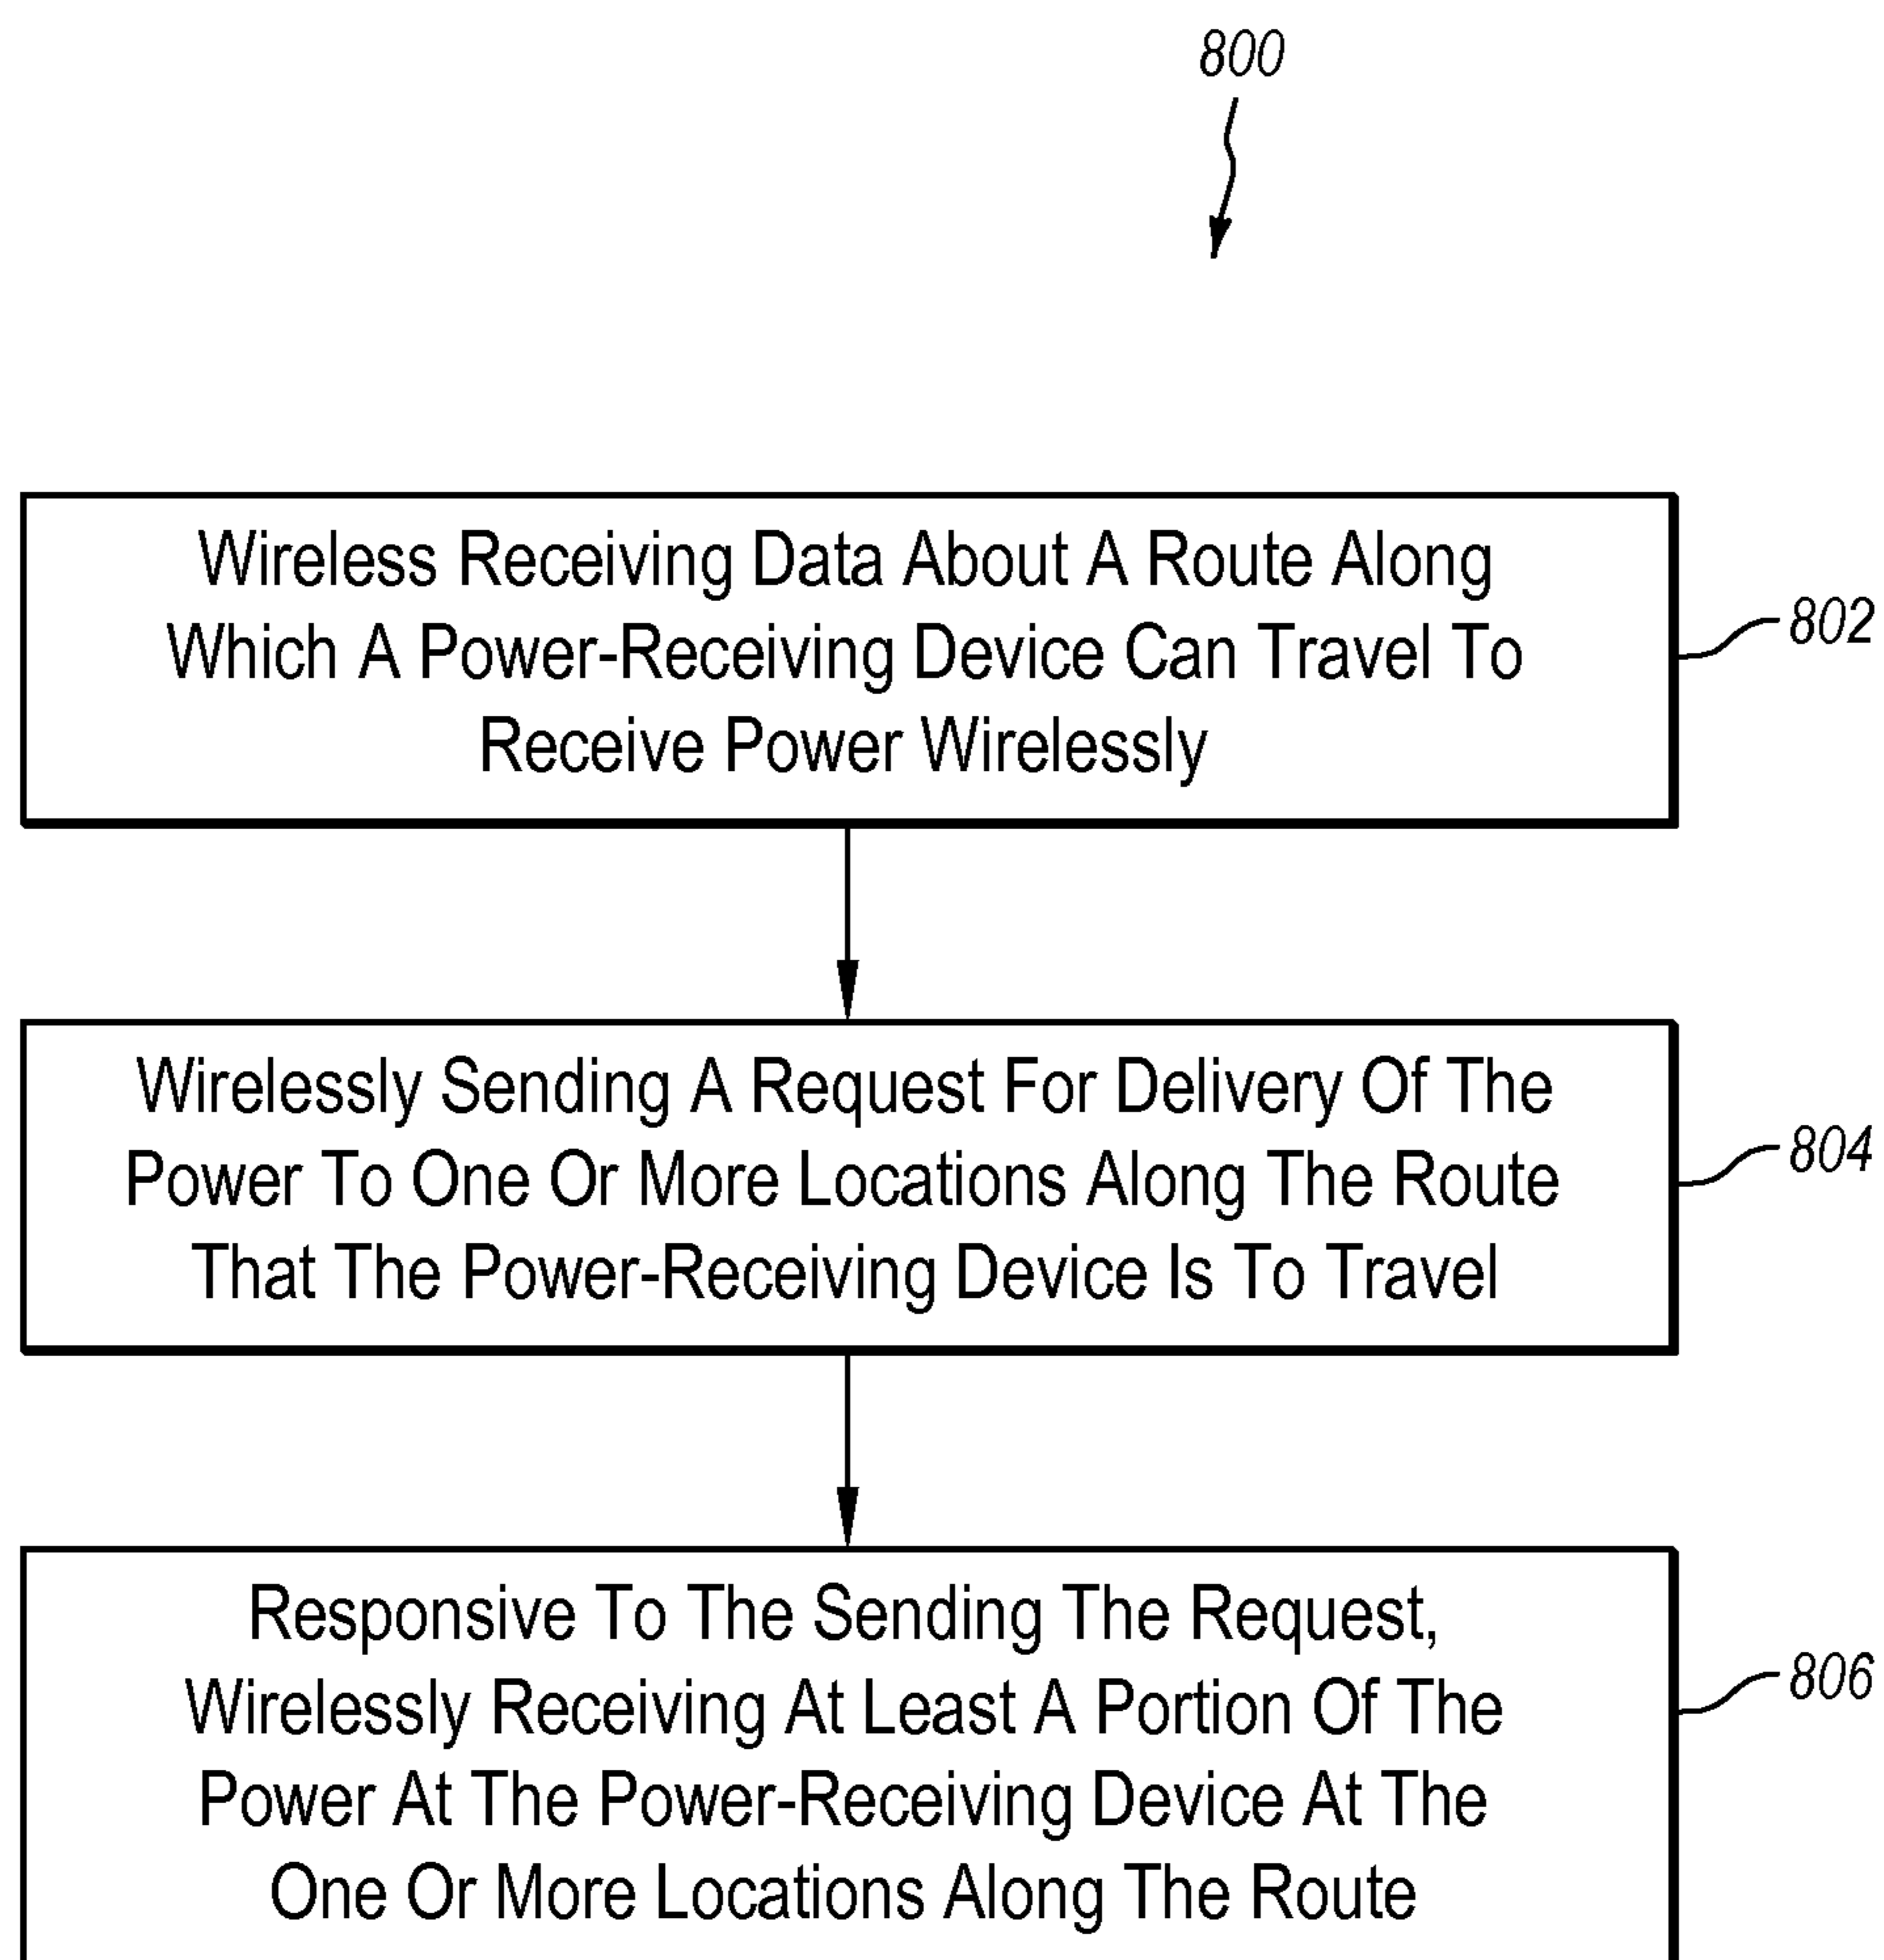 800
Wireless Receiving Data About A Route Along
Which A Power-Receiving Device Can Travel To
Receive Power Wirelessly
802
Wirelessly Sending A Request For Delivery Of The
Power To One Or More Locations Along The Route
That The Power-Receiving Device Is To Travel
804
Responsive To The Sending The Request,
Wirelessly Receiving At Least A Portion Of The
Power At The Power-Receiving Device At The
One Or More Locations Along The Route
806